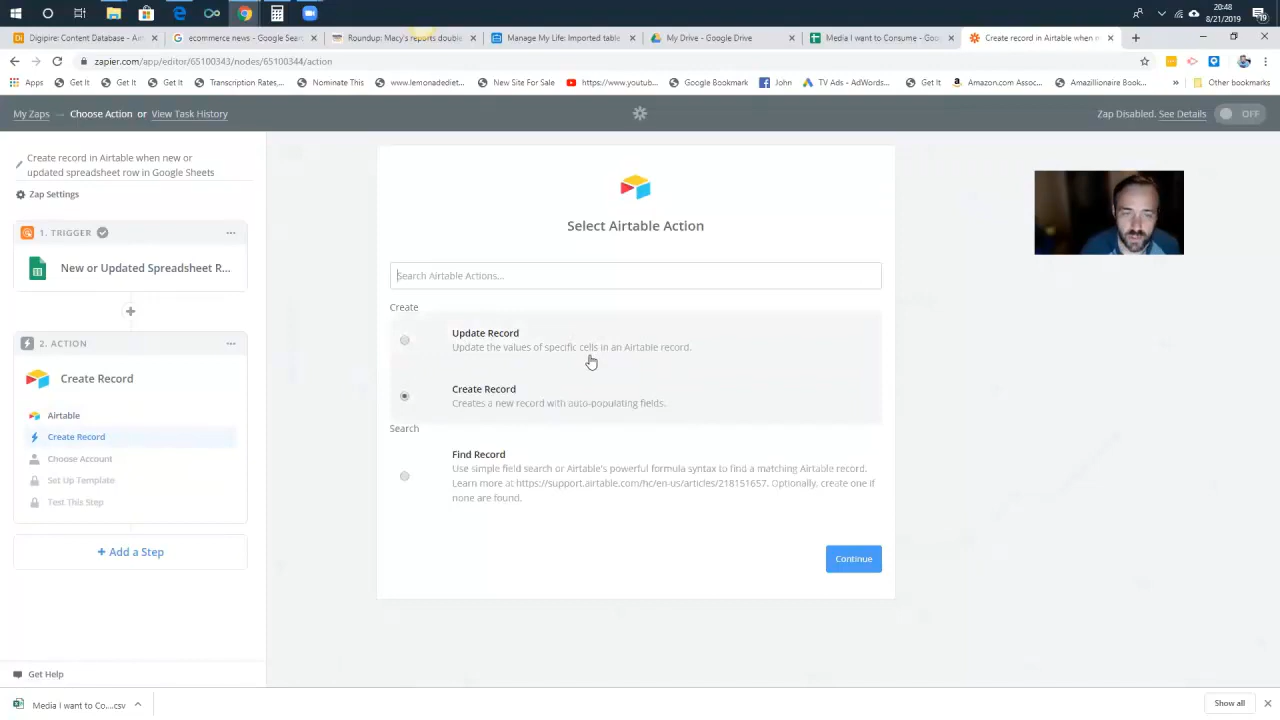 20:48
8/21/2019
19
Digipire: Content Database - Air
ecommerce news - Google Sear
Roundup: Macy's reports double
Manage My Life: Imported table
My Drive - Google Drive
Media I want to Consume - Goo
Create record in Airtable when n
zapier.com/app/editor/65100343/nodes/65100344/action
Apps
Get It
Get It
Get It
Transcription Rates,...
Nominate This
www.lemonadediet...
New Site For Sale
https://www.youtub...
Google Bookmark
John
TV Ads - AdWords...
Get It
Amazon.com Associ...
Amazillionaire Book...
»
Other bookmarks
My Zaps → Choose Action or View Task History
Zap Disabled. See Details
OFF
Create record in Airtable when new or
updated spreadsheet row in Google Sheets
Zap Settings
1. TRIGGER
New or Updated Spreadsheet R...
2. ACTION
Create Record
Airtable
Create Record
Choose Account
Set Up Template
Test This Step
+ Add a Step
Get Help
Select Airtable Action
Search Airtable Actions...
Create
Update Record
Update the values of specific cells in an Airtable record.
Create Record
Creates a new record with auto-populating fields.
Search
Find Record
Use simple field search or Airtable's powerful formula syntax to find a matching Airtable record.
Learn more at https://support.airtable.com/hc/en-us/articles/218151657. Optionally, create one if
none are found.
Continue
Media I want to Co....csv
Show all